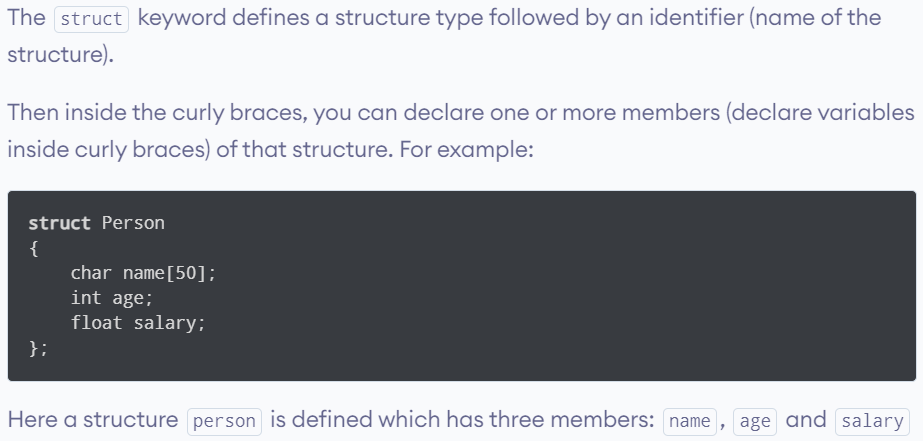 The struct keyword defines a structure type followed by an identifier (name of the
structure).
Then inside the curly braces, you can declare one or more members (declare variables
inside curly braces) of that structure. For example:
struct Person
{
    char name[50];
    int age;
    float salary;
};
Here a structure person is defined which has three members: name, age and salary